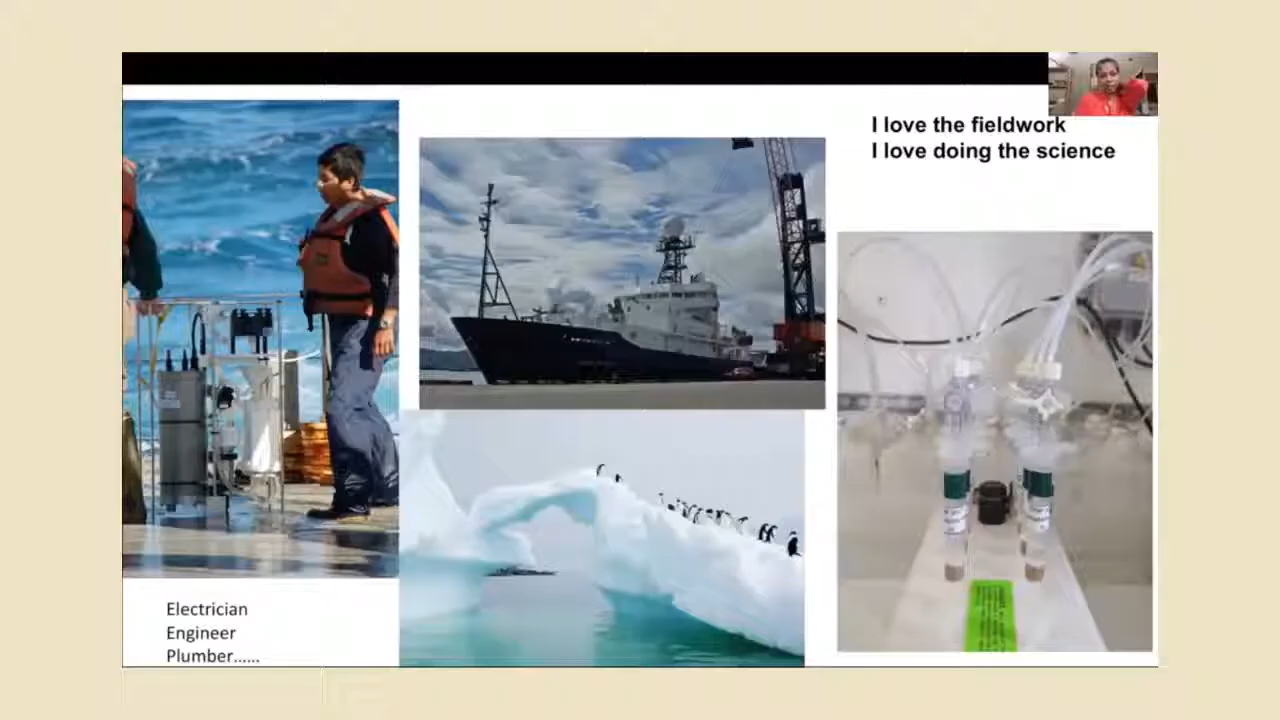 I love the fieldwork
I love doing the science
Electrician
Engineer
Plumber......